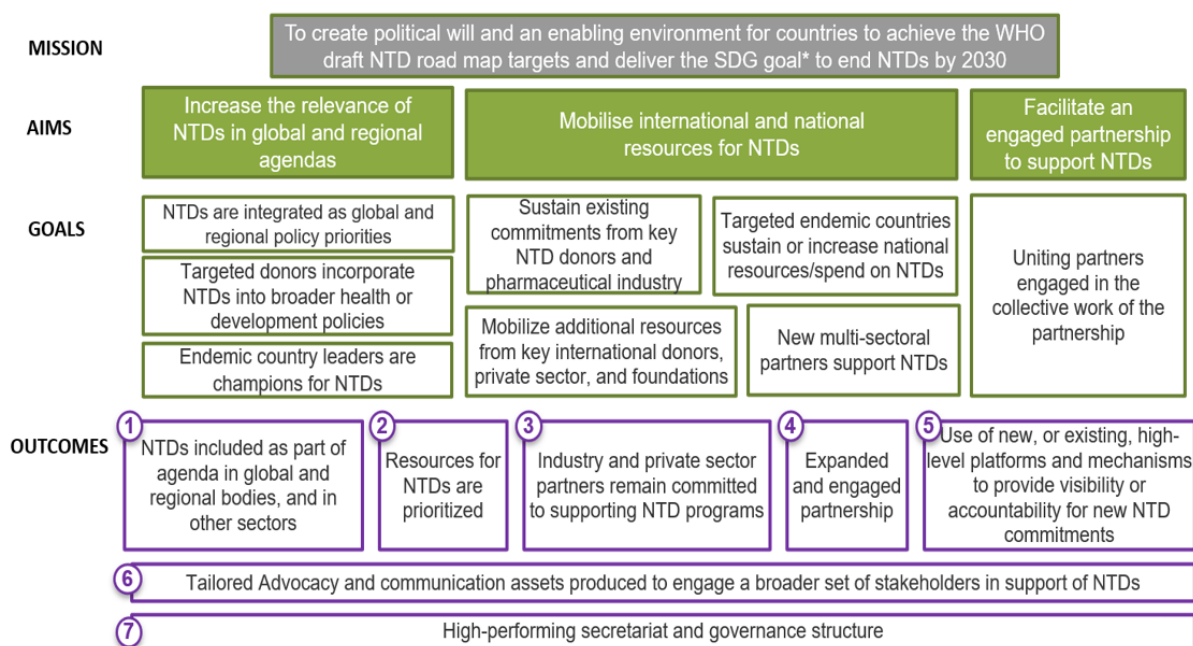 MISSION
To create political will and an enabling environment for countries to achieve the WHO
draft NTD road map targets and deliver the SDG goal* to end NTDs by 2030
AIMS
Increase the relevance of
NTDs in global and regional
agendas
Mobilise international and national
resources for NTDs
Facilitate an
engaged partnership
to support NTDs
GOALS
NTDs are integrated as global and
regional policy priorities
Targeted donors incorporate
NTDs into broader health or
development policies
Endemic country leaders are
champions for NTDs
Sustain existing
commitments from key
NTD donors and
pharmaceutical industry
Mobilize additional resources
from key international donors,
private sector, and foundations
Targeted endemic countries
sustain or increase national
resources/spend on NTDs
New multi-sectoral
partners support NTDs
Uniting partners
engaged in the
collective work of the
partnership
OUTCOMES
1
NTDs included as part of
agenda in global and
regional bodies, and in
other sectors
2
Resources for
NTDs are
prioritized
3
Industry and private sector
partners remain committed
to supporting NTD programs
4
Expanded
and engaged
partnership
5
Use of new, or existing, high-
level platforms and mechanisms
to provide visibility or
accountability for new NTD
commitments
6
Tailored Advocacy and communication assets produced to engage a broader set of stakeholders in support of NTDs
7
High-performing secretariat and governance structure